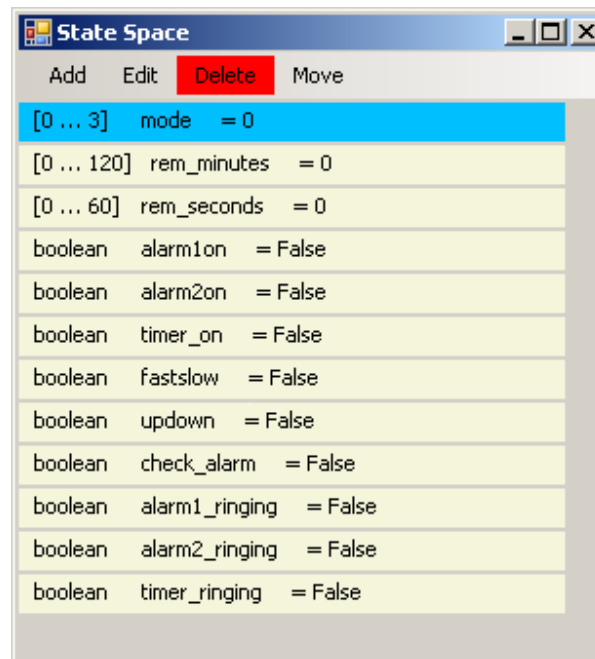 State Space
Add Edit Delete Move
[0 ... 3] mode = 0
[0 ... 120] rem_minutes = 0
[0 ... 60] rem_seconds = 0
boolean alarm1on = False
boolean alarm2on = False
boolean timer_on = False
boolean fastslow = False
boolean updown = False
boolean check_alarm = False
boolean alarm1_ringing = False
boolean alarm2_ringing = False
boolean timer_ringing = False